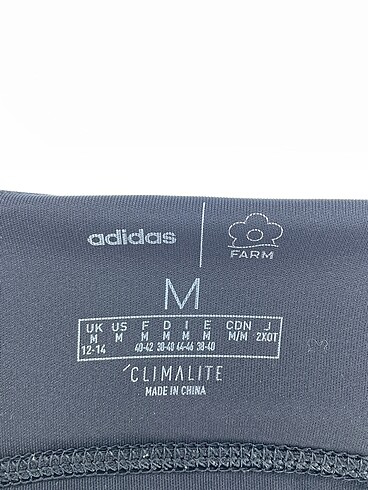 adidas
FARM
M
UK US F D I E CDN J
M M M M M M M/M 2XOT
12-14 40-42 38-40 44-46 38-40
CLIMALITE
MADE IN CHINA